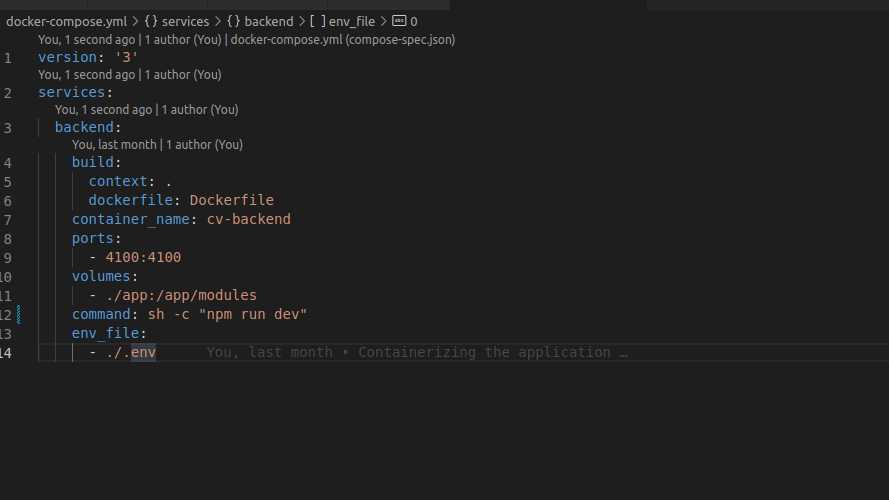 docker-compose.yml > {} services > {} backend > [ ] env_file > abc 0
You, 1 second ago | 1 author (You) | docker-compose.yml (compose-spec.json)
1 version: '3'
You, 1 second ago | 1 author (You)
2 services:
You, 1 second ago | 1 author (You)
3 backend:
You, last month | 1 author (You)
4 build:
5 context: .
6 dockerfile: Dockerfile
7 container_name: cv-backend
8 ports:
9 - 4100:4100
10 volumes:
11 - ./app:/app/modules
12 command: sh -c "npm run dev"
13 env_file:
14 - ./.env You, last month • Containerizing the application …